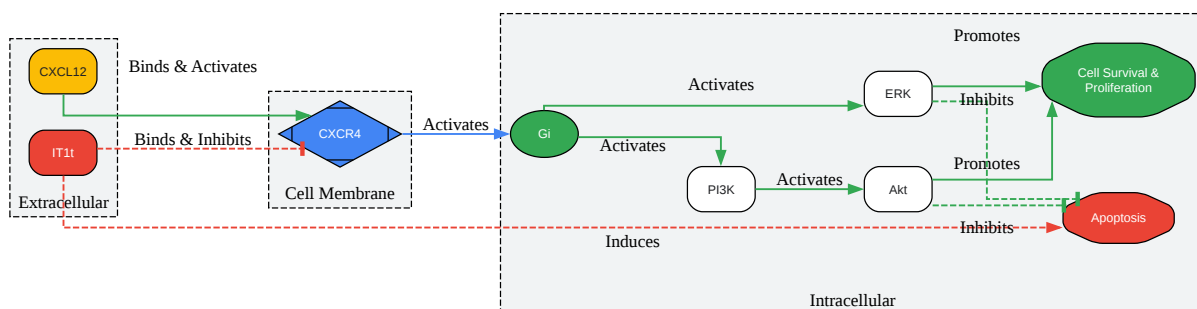 CXCL12
IT1t
Extracellular
Binds & Activates
Binds & Inhibits
CXCR4
Cell Membrane
Activates
Gi
Activates
Activates
PI3K
Activates
ERK
Akt
Promotes
Inhibits
Promotes
Inhibits
Cell Survival &
Proliferation
Apoptosis
Induces
Intracellular